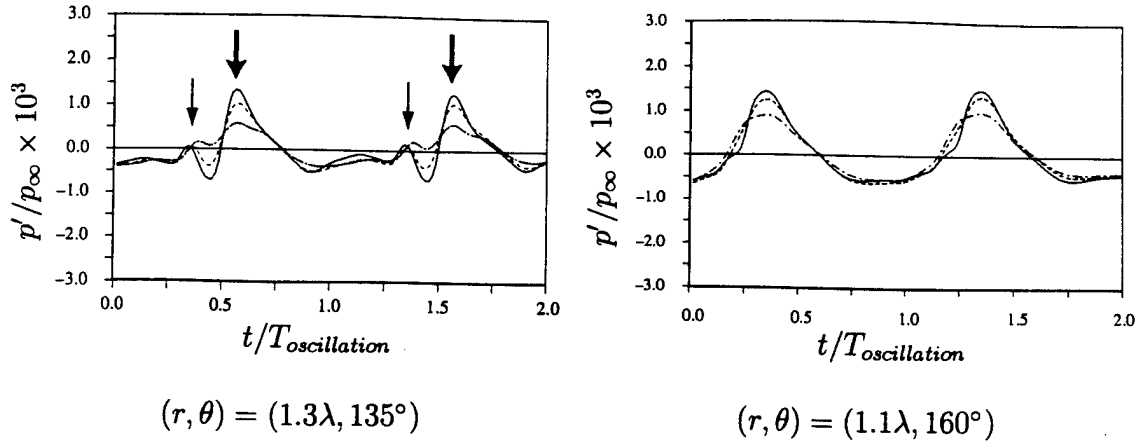 3.0
2.0
1.0
0.0
−1.0
−2.0
−3.0
p′/p∞ × 10³
0.0 0.5 1.0 1.5 2.0
t/Toscillation
(r, θ) = (1.3λ, 135°)
3.0
2.0
1.0
0.0
−1.0
−2.0
−3.0
p′/p∞ × 10³
0.0 0.5 1.0 1.5 2.0
t/Toscillation
(r, θ) = (1.1λ, 160°)